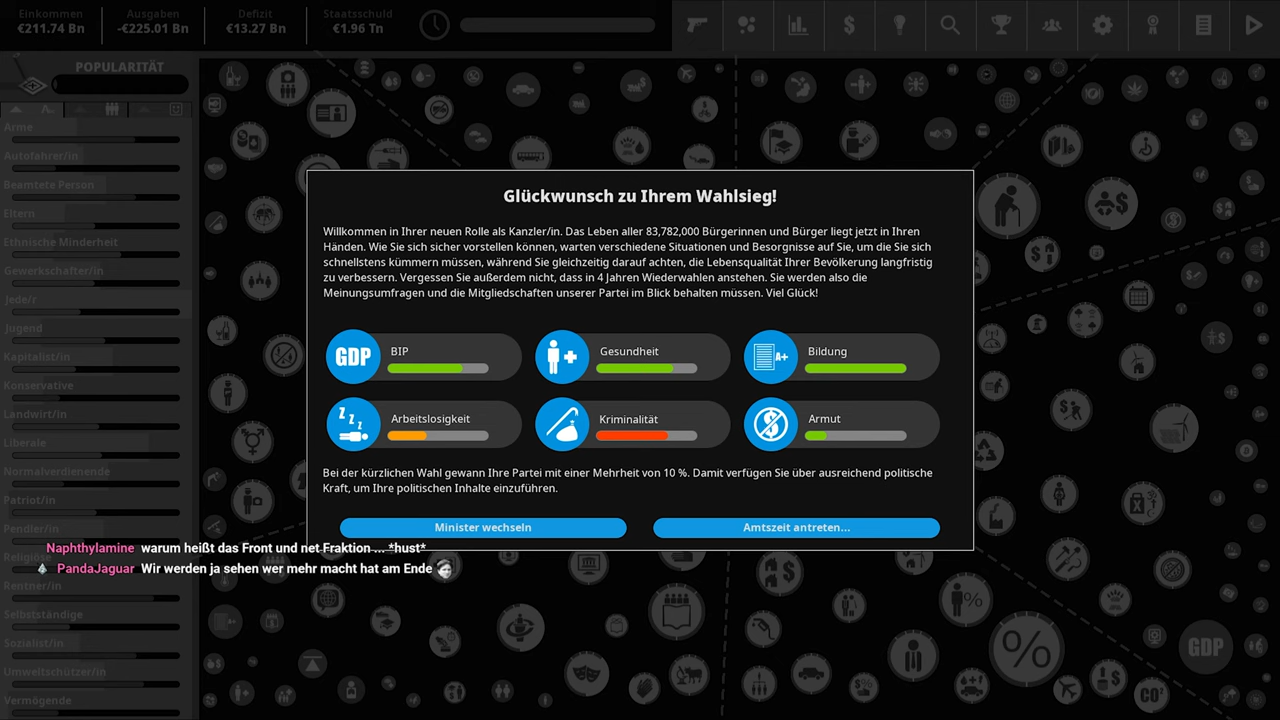 Einkommen
€211.74 Bn
Ausgaben
-€225.01 Bn
Defizit
€13.27 Bn
Staatsschuld
€1.96 Tn
POPULARITÄT
Arme
Autofahrer/in
Beamtete Person
Eltern
Ethnische Minderheit
Gewerkschafter/in
Jede/r
Jugend
Kapitalist/in
Konservative
Landwirt/in
Liberale
Normalverdienende
Patriot/in
Pendler/in
Rentner/in
Selbstständige
Sozialist/in
Umweltschützer/in
Vermögende
Glückwunsch zu Ihrem Wahlsieg!
Willkommen in Ihrer neuen Rolle als Kanzler/in. Das Leben aller 83,782,000 Bürgerinnen und Bürger liegt jetzt in Ihren
Händen. Wie Sie sich sicher vorstellen können, warten verschiedene Situationen und Besorgnisse auf Sie, um die Sie sich
schnellstens kümmern müssen, während Sie gleichzeitig darauf achten, die Lebensqualität Ihrer Bevölkerung langfristig
zu verbessern. Vergessen Sie außerdem nicht, dass in 4 Jahren Wiederwahlen anstehen. Sie werden also die
Meinungsumfragen und die Mitgliedschaften unserer Partei im Blick behalten müssen. Viel Glück!
GDP BIP
Gesundheit
A+ Bildung
Z Z Z Arbeitslosigkeit
Kriminalität
Armut
Bei der kürzlichen Wahl gewann Ihre Partei mit einer Mehrheit von 10 %. Damit verfügen Sie über ausreichend politische
Kraft, um Ihre politischen Inhalte einzuführen.
Minister wechseln
Amtszeit antreten...
Naphthylamine warum heißt das Front und net Fraktion ... *hust*
PandaJaguar Wir werden ja sehen wer mehr macht hat am Ende
%
%
GDP
CO²